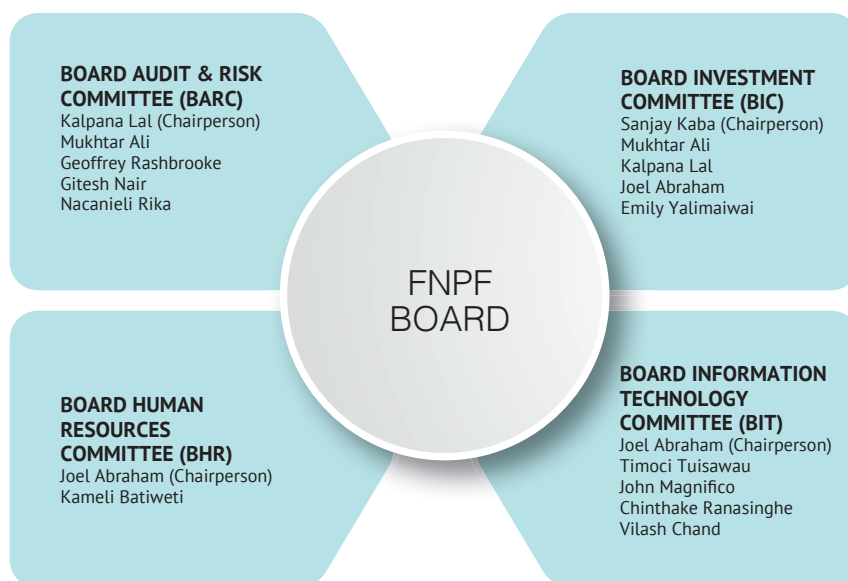 BOARD AUDIT & RISK
COMMITTEE (BARC)
Kalpana Lal (Chairperson)
Mukhtar Ali
Geoffrey Rashbrooke
Gitesh Nair
Nacanieli Rika
BOARD INVESTMENT
COMMITTEE (BIC)
Sanjay Kaba (Chairperson)
Mukhtar Ali
Kalpana Lal
Joel Abraham
Emily Yalimaiwai
FNPF
BOARD
BOARD HUMAN
RESOURCES
COMMITTEE (BHR)
Joel Abraham (Chairperson)
Kameli Batiweti
BOARD INFORMATION
TECHNOLOGY
COMMITTEE (BIT)
Joel Abraham (Chairperson)
Timoci Tuisawau
John Magnifico
Chinthake Ranasinghe
Vilash Chand